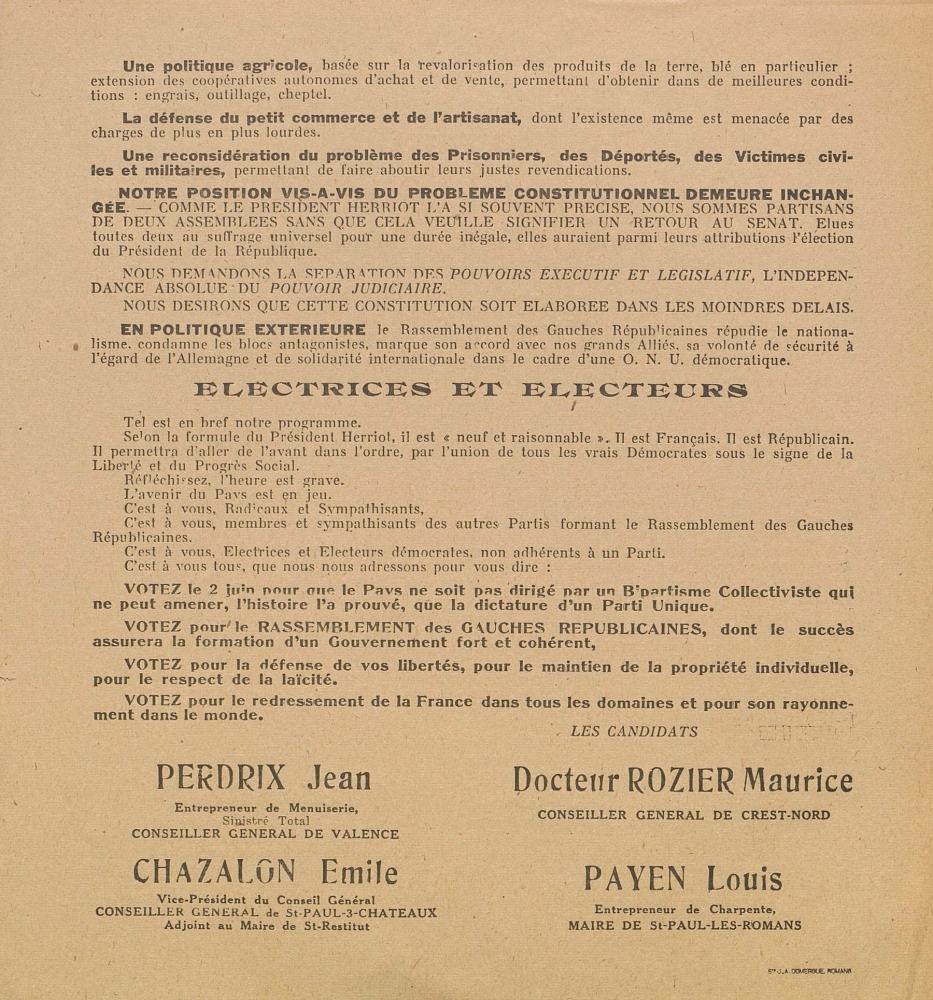 Une politique agricole, basée sur la revalorisation des produits de la terre, blé en particulier ;
extension des coopératives autonomes d'achat et de vente, permettant d'obtenir dans de meilleures condi-
tions : engrais, outillage, cheptel.
La défense du petit commerce et de l'artisanat, dont l'existence même est menacée par des
charges de plus en plus lourdes.
Une reconsidération du problème des Prisonniers, des Déportés, des Victimes civi-
les et militaires, permettant de faire aboutir leurs justes revendications.
NOTRE POSITION VIS-A-VIS DU PROBLEME CONSTITUTIONNEL DEMEURE INCHAN-
GÉE. — COMME LE PRESIDENT HERRIOT L'A SI SOUVENT PRECISE, NOUS SOMMES PARTISANS
DE DEUX ASSEMBLEES SANS QUE CELA VEUILLE SIGNIFIER UN RETOUR AU SENAT. Elues
toutes deux au suffrage universel pour une durée inégale, elles auraient parmi leurs attributions l'élection
du Président de la République.
NOUS DEMANDONS LA SEPARATION DES POUVOIRS EXECUTIF ET LEGISLATIF, L'INDEPEN-
DANCE ABSOLUE DU POUVOIR JUDICIAIRE.
NOUS DESIRONS QUE CETTE CONSTITUTION SOIT ELABOREE DANS LES MOINDRES DELAIS.
EN POLITIQUE EXTERIEURE le Rassemblement des Gauches Républicaines répudie le nationa-
lisme, condamne les blocs antagonistes, marque son accord avec nos grands Alliés, sa volonté de sécurité à
l'égard de l'Allemagne et de solidarité internationale dans le cadre d'une O. N. U. démocratique.
ELECTRICES ET ELECTEURS
Tel est en bref notre programme.
Selon la formule du Président Herriot, il est « neuf et raisonnable ». Il est Français. Il est Républicain.
Il permettra d'aller de l'avant dans l'ordre, par l'union de tous les vrais Démocrates sous le signe de la
Liberté et du Progrès Social.
Réfléchissez, l'heure est grave.
L'avenir du Pays est en jeu.
C'est à vous, Radicaux et Sympathisants,
C'est à vous, membres et sympathisants des autres Partis formant le Rassemblement des Gauches
Républicaines.
C'est à vous, Electrices et Electeurs démocrates, non adhérents à un Parti.
C'est à vous tous, que nous nous adressons pour vous dire :
VOTEZ le 2 juin pour que le Pays ne soit pas dirigé par un Bipartisme Collectiviste qui
ne peut amener, l'histoire l'a prouvé, que la dictature d'un Parti Unique.
VOTEZ pour le RASSEMBLEMENT des GAUCHES REPUBLICAINES, dont le succès
assurera la formation d'un Gouvernement fort et cohérent,
VOTEZ pour la défense de vos libertés, pour le maintien de la propriété individuelle,
pour le respect de la laïcité.
VOTEZ pour le redressement de la France dans tous les domaines et pour son rayonne-
ment dans le monde.
LES CANDIDATS
PERDRIX Jean
Entrepreneur de Menuiserie,
Sinistré Total
CONSEILLER GENERAL DE VALENCE
Docteur ROZIER Maurice
CONSEILLER GENERAL DE CREST-NORD
CHAZALON Emile
Vice-Président du Conseil Général
CONSEILLER GENERAL de St-PAUL-3-CHATEAUX
Adjoint au Maire de St-Restitut
PAYEN Louis
Entrepreneur de Charpente,
MAIRE DE St-PAUL-LES-ROMANS
J.A. DOMERGUE, ROMANS